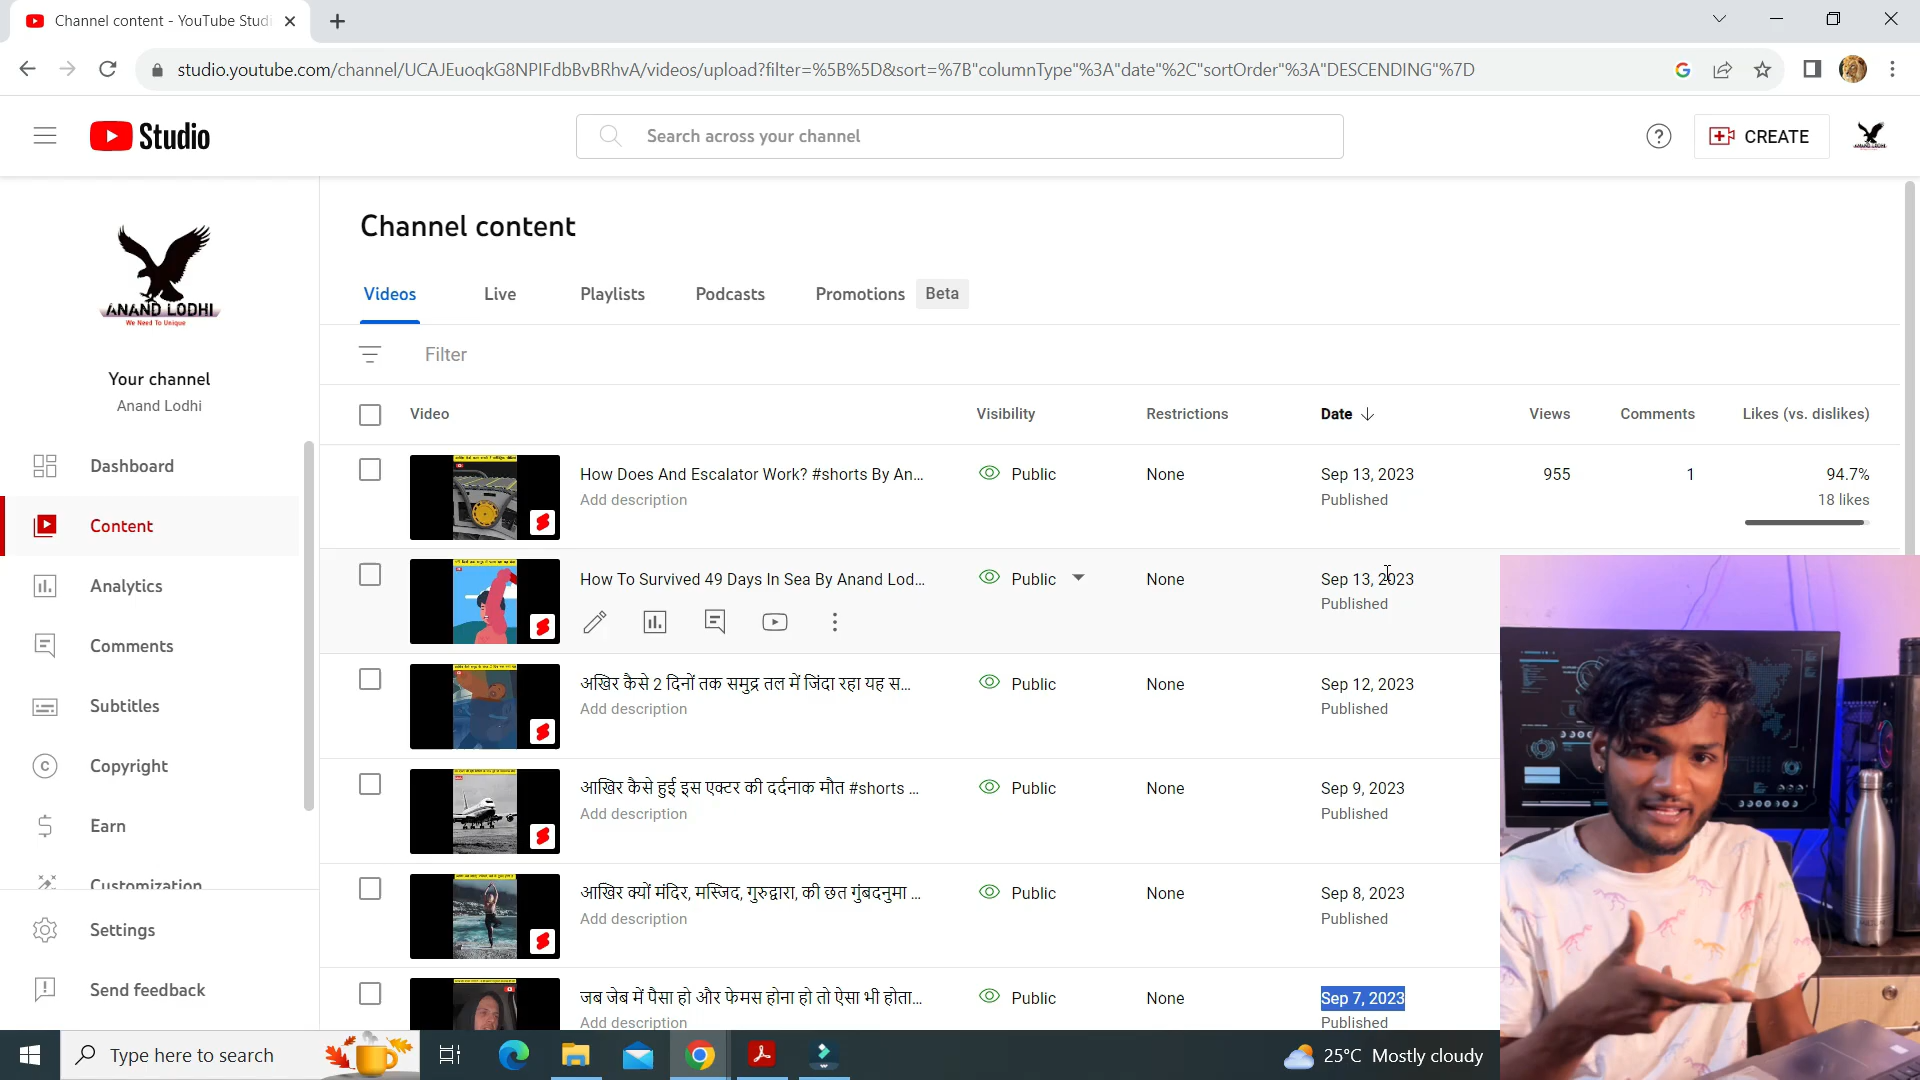 Channel content - YouTube Studi
studio.youtube.com/channel/UCAJEuoqkG8NPIFdbBvBRhvA/videos/upload?filter=%5B%5D&sort=%7B"columnType"%3A"date"%2C"sortOrder"%3A"DESCENDING"%7D
Studio
Search across your channel
CREATE
ANAND LODHI
We Need To Unique
Your channel
Anand Lodhi
Dashboard
Content
Analytics
Comments
Subtitles
Copyright
Earn
Customization
Settings
Send feedback
Channel content
Videos Live Playlists Podcasts Promotions Beta
Filter
Video Visibility Restrictions Date Views Comments Likes (vs. dislikes)
How Does And Escalator Work? #shorts By An... Public None Sep 13, 2023 955 1 94.7%
Add description Published 18 likes
How To Survived 49 Days In Sea By Anand Lod... Public None Sep 13, 2023
Published
अखिर कैसे 2 दिनों तक समुद्र तल में जिंदा रहा यह स... Public None Sep 12, 2023
Add description Published
आखिर कैसे हुई इस एक्टर की दर्दनाक मौत #shorts ... Public None Sep 9, 2023
Add description Published
आखिर क्यों मंदिर, मस्जिद, गुरुद्वारा, की छत गुंबदनुमा ... Public None Sep 8, 2023
Add description Published
जब जेब में पैसा हो और फेमस होना हो तो ऐसा भी होता... Public None Sep 7, 2023
Add description Published
Type here to search
25°C Mostly cloudy